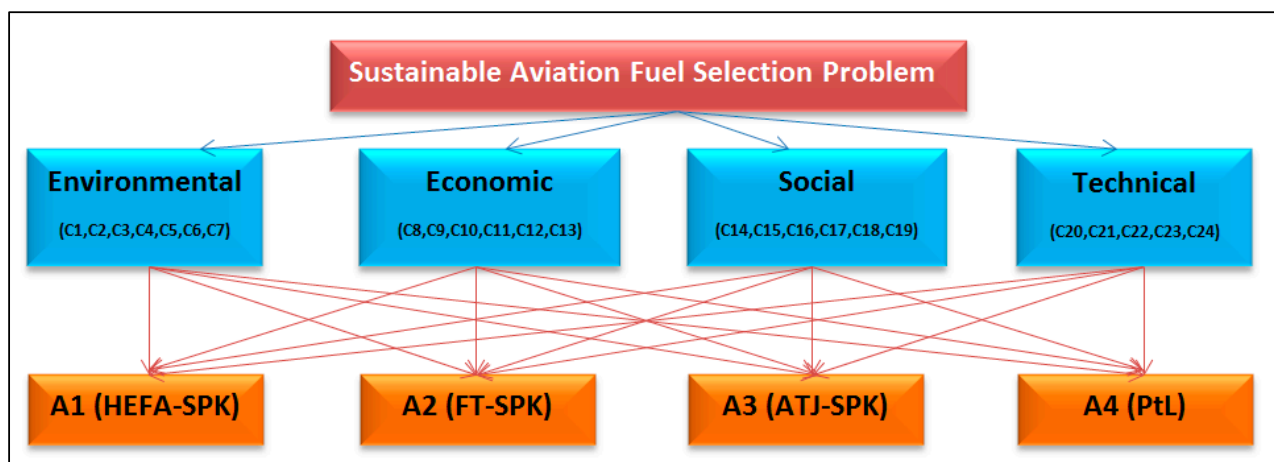 Sustainable Aviation Fuel Selection Problem
Environmental
(C1,C2,C3,C4,C5,C6,C7)
Economic
(C8,C9,C10,C11,C12,C13)
Social
(C14,C15,C16,C17,C18,C19)
Technical
(C20,C21,C22,C23,C24)
A1 (HEFA-SPK)
A2 (FT-SPK)
A3 (ATJ-SPK)
A4 (PtL)